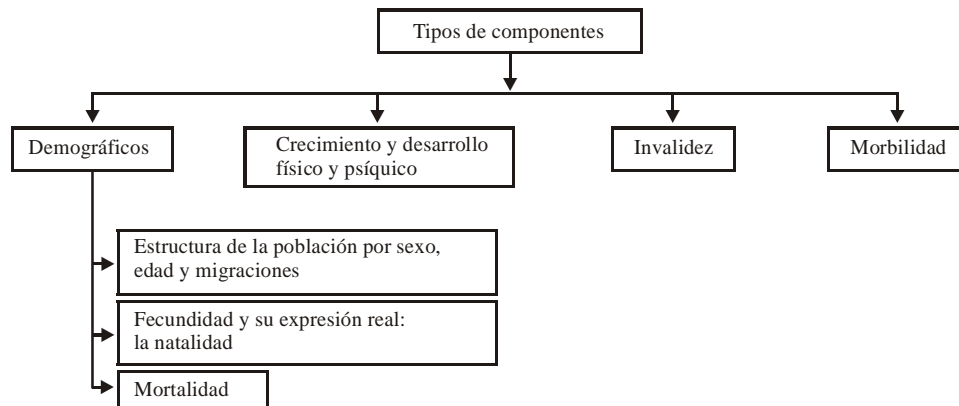 Tipos de componentes
Demográficos
Crecimiento y desarrollo
físico y psíquico
Invalidez
Morbilidad
Estructura de la población por sexo,
edad y migraciones
Fecundidad y su expresión real:
la natalidad
Mortalidad